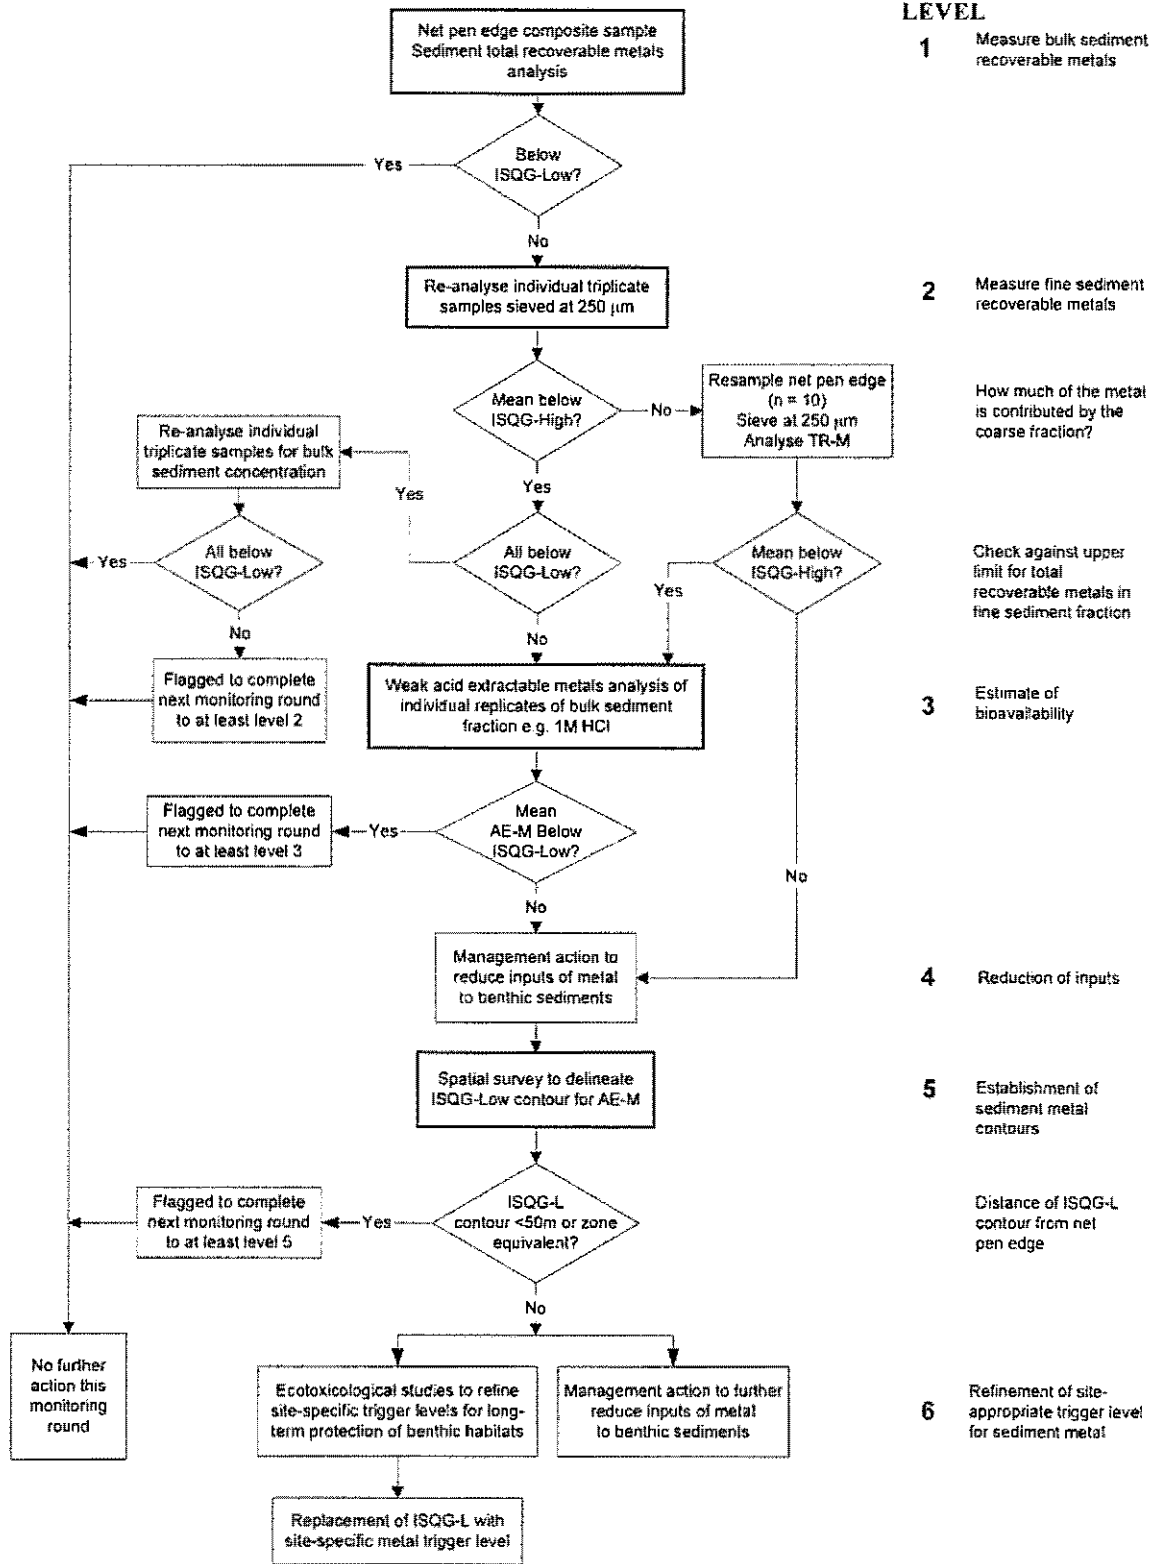 LEVEL
Net pen edge composite sample
Sediment total recoverable metals
analysis
1
Measure bulk sediment
recoverable metals
Below
ISQG-Low?
Yes
No
Re-analyse individual triplicate
samples sieved at 250 µm
2
Measure fine sediment
recoverable metals
Mean below
ISQG-High?
No
Resample net pen edge
(n = 10)
Sieve at 250 µm
Analyse TR-M
How much of the metal
is contributed by the
coarse fraction?
Re-analyse individual
triplicate samples for bulk
sediment concentration
Yes
Yes
All below
ISQG-Low?
Yes
All below
ISQG-Low?
Mean below
ISQG-High?
Yes
Check against upper
limit for total
recoverable metals in
fine sediment fraction
No
No
Flagged to complete
next monitoring round
to at least level 2
Weak acid extractable metals analysis of
individual replicates of bulk sediment
fraction e.g. 1M HCl
3
Estimate of
bioavailability
Flagged to complete
next monitoring round
to at least level 3
Yes
Mean
AE-M Below
ISQG-Low?
No
No
Management action to
reduce inputs of metal
to benthic sediments
4
Reduction of inputs
Spatial survey to delineate
ISQG-Low contour for AE-M
5
Establishment of
sediment metal
contours
Flagged to complete
next monitoring round
to at least level 5
Yes
ISQG-L
contour <50m or zone
equivalent?
Distance of ISQG-L
contour from net
pen edge
No
No further
action this
monitoring
round
Ecotoxicological studies to refine
site-specific trigger levels for long-
term protection of benthic habitats
Management action to further
reduce inputs of metal
to benthic sediments
6
Refinement of site-
appropriate trigger level
for sediment metal
Replacement of ISQG-L with
site-specific metal trigger level